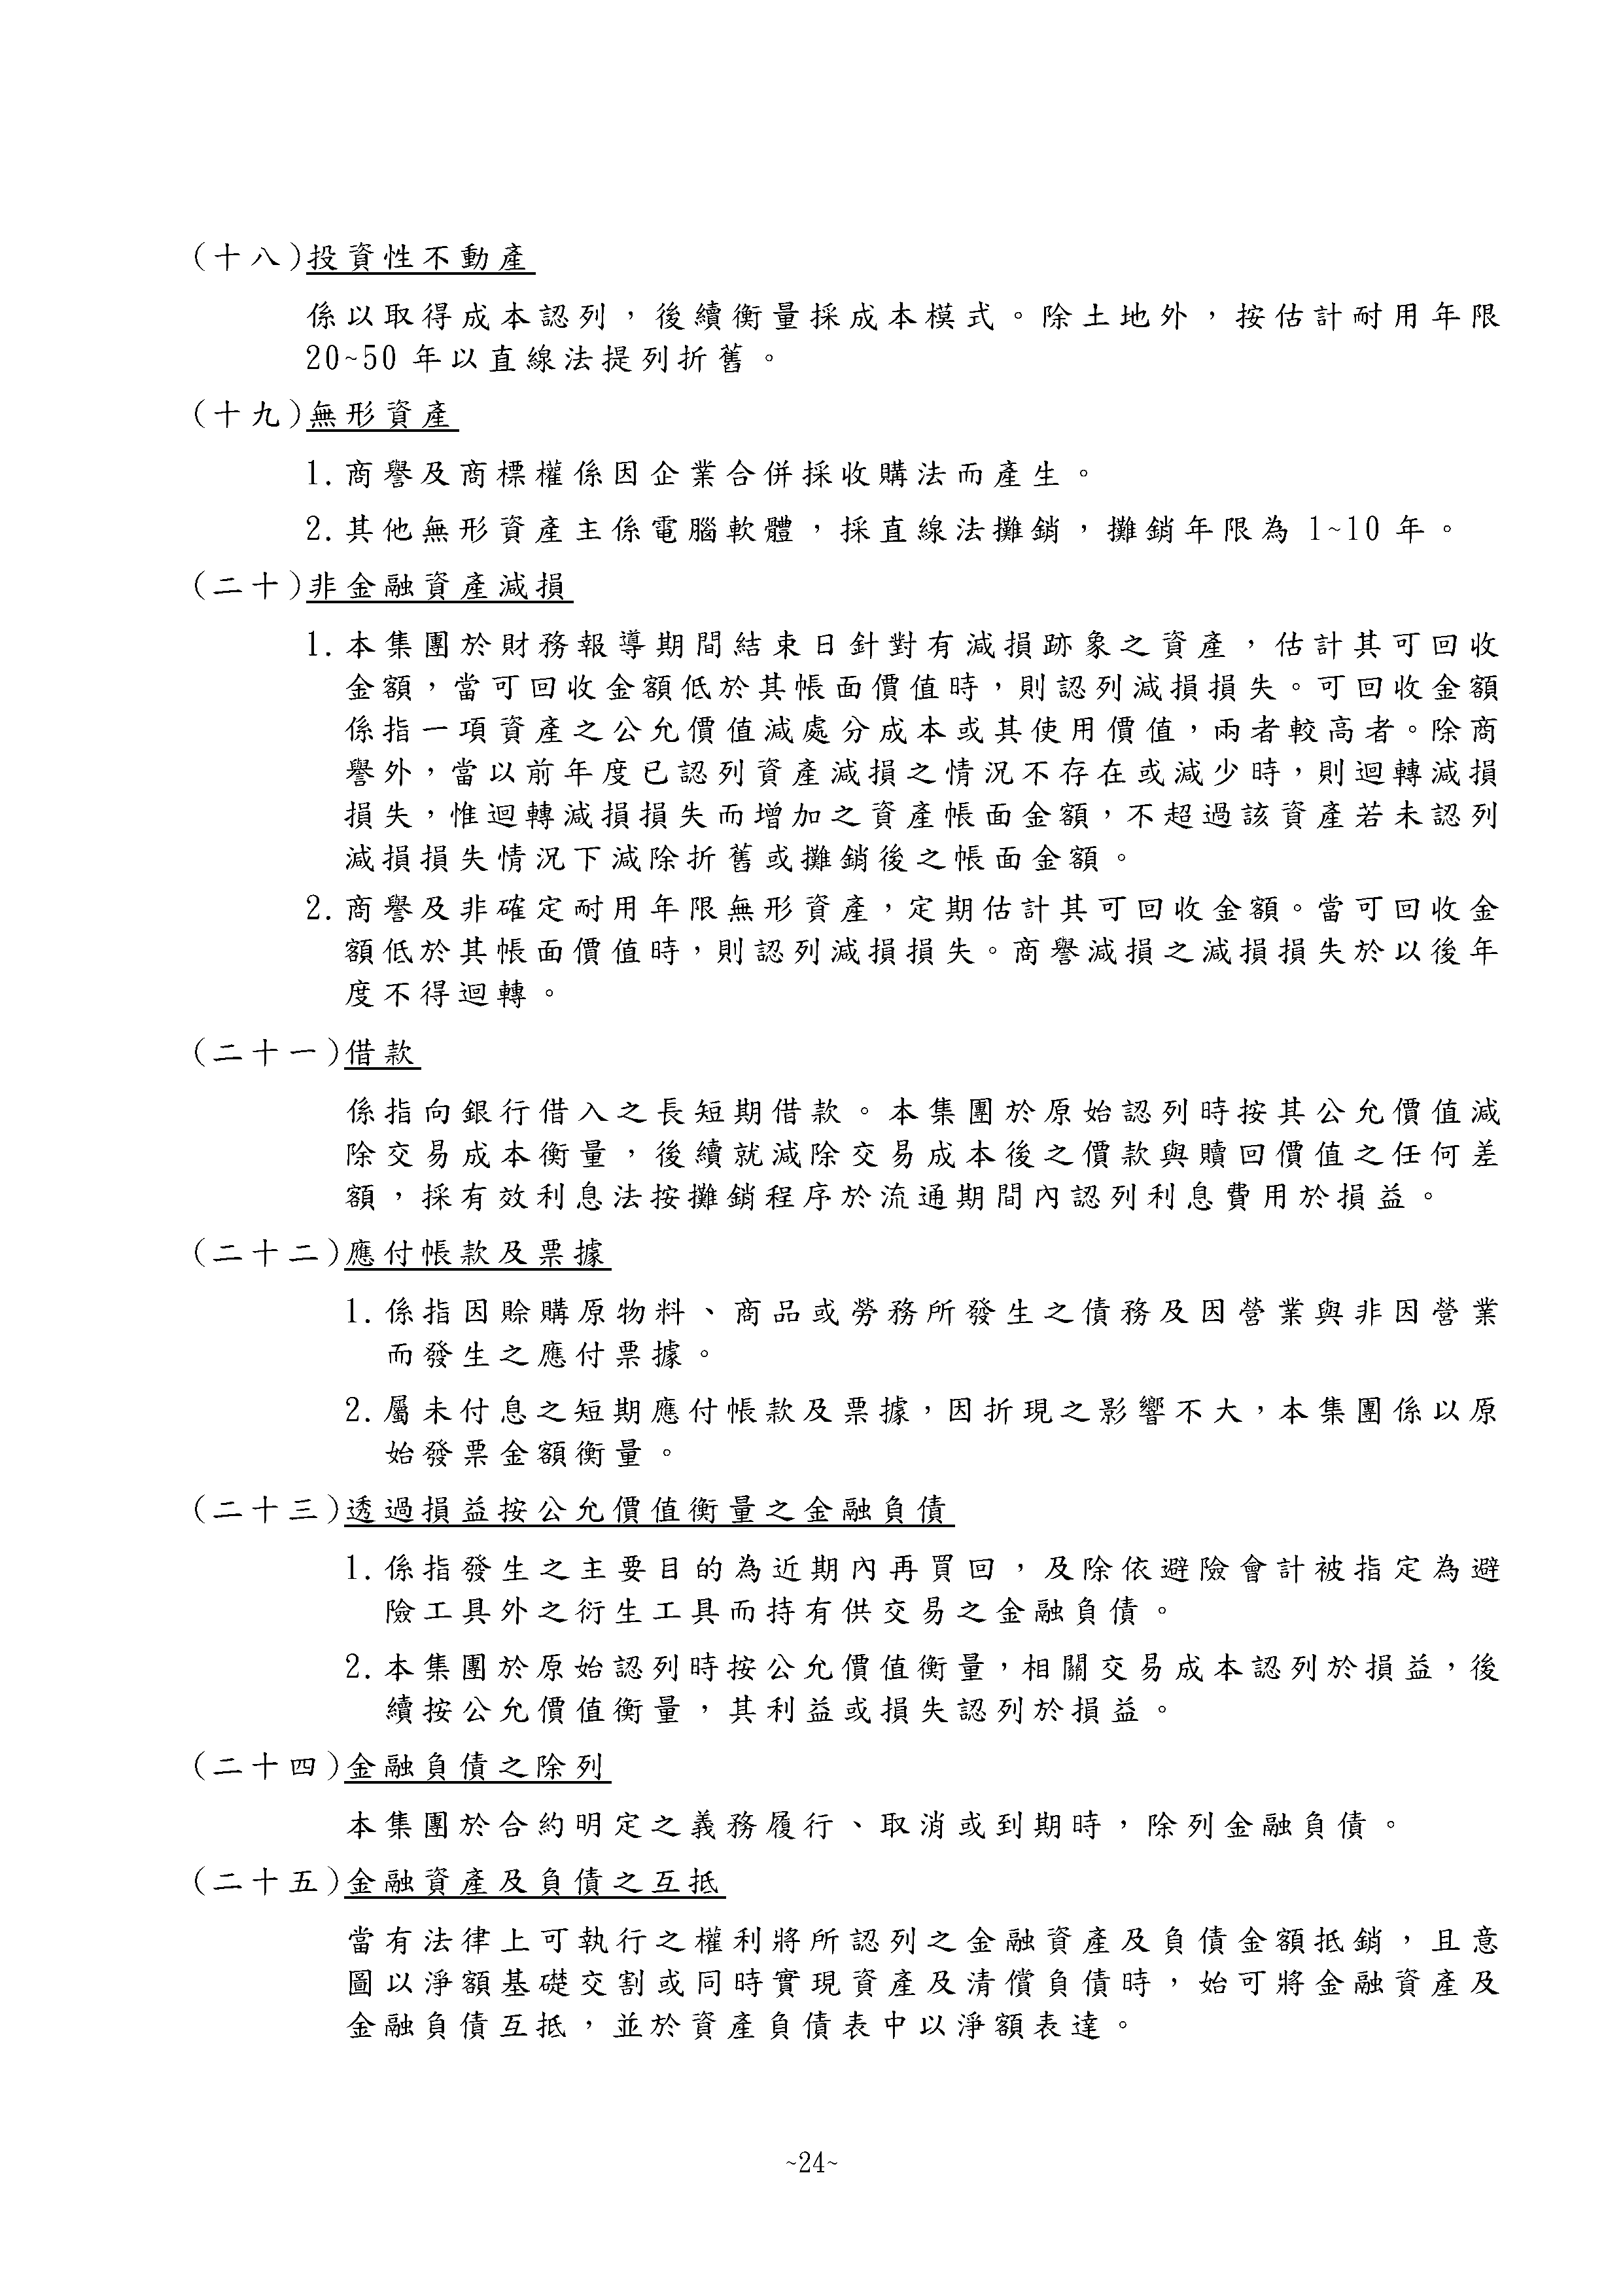 (十八)投資性不動產
係以取得成本認列，後續衡量採成本模式。除土地外，按估計耐用年限
20~50 年以直線法提列折舊。
(十九)無形資產
1.商譽及商標權係因企業合併採收購法而產生。
2.其他無形資產主係電腦軟體，採直線法攤銷，攤銷年限為 1~10 年。
(二十)非金融資產減損
1.本集團於財務報導期間結束日針對有減損跡象之資產，估計其可回收
金額，當可回收金額低於其帳面價值時，則認列減損損失。可回收金額
係指一項資產之公允價值減處分成本或其使用價值，兩者較高者。除商
譽外，當以前年度已認列資產減損之情況不存在或減少時，則迴轉減損
損失，惟迴轉減損損失而增加之資產帳面金額，不超過該資產若未認列
減損損失情況下減除折舊或攤銷後之帳面金額。
2.商譽及非確定耐用年限無形資產，定期估計其可回收金額。當可回收金
額低於其帳面價值時，則認列減損損失。商譽減損之減損損失於以後年
度不得迴轉。
(二十一)借款
係指向銀行借入之長短期借款。本集團於原始認列時按其公允價值減
除交易成本衡量，後續就減除交易成本後之價款與贖回價值之任何差
額，採有效利息法按攤銷程序於流通期間內認列利息費用於損益。
(二十二)應付帳款及票據
1.係指因賒購原物料、商品或勞務所發生之債務及因營業與非因營業
而發生之應付票據。
2.屬未付息之短期應付帳款及票據，因折現之影響不大，本集團係以原
始發票金額衡量。
(二十三)透過損益按公允價值衡量之金融負債
1.係指發生之主要目的為近期內再買回，及除依避險會計被指定為避
險工具外之衍生工具而持有供交易之金融負債。
2.本集團於原始認列時按公允價值衡量，相關交易成本認列於損益，後
續按公允價值衡量，其利益或損失認列於損益。
(二十四)金融負債之除列
本集團於合約明定之義務履行、取消或到期時，除列金融負債。
(二十五)金融資產及負債之互抵
當有法律上可執行之權利將所認列之金融資產及負債金額抵銷，且意
圖以淨額基礎交割或同時實現資產及清償負債時，始可將金融資產及
金融負債互抵，並於資產負債表中以淨額表達。
~24~